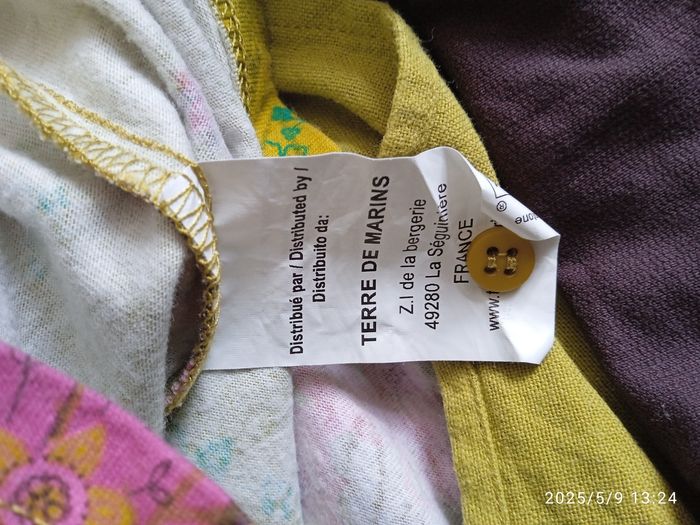 Distribué par / Distributed by /
Distribuito da:
TERRE DE MARINS
Z.I de la bergerie
49280 La Séguinière
FRANCE
www.
®
2025/5/9 13:24